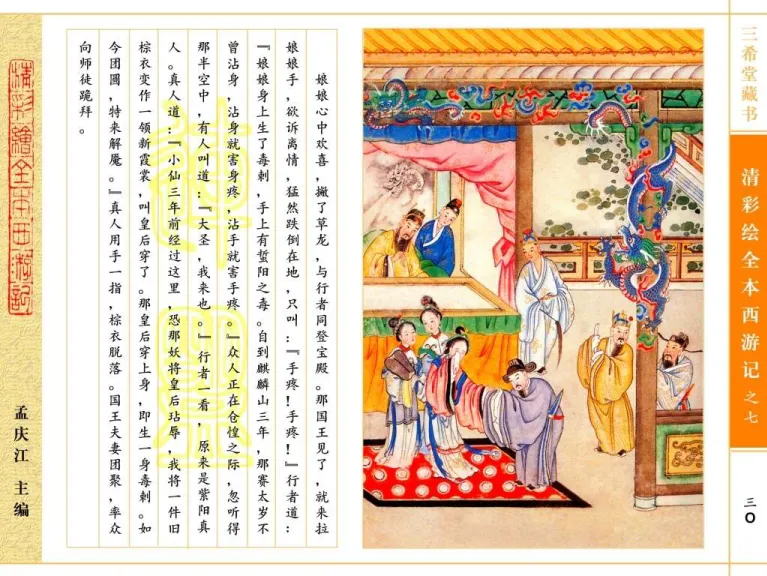 三希堂藏书
清彩绘全本西游记之七
三〇
娘娘心中欢喜,撇了草龙,与行者同登宝殿。那国王见了,就来拉
娘娘手,欲诉离情,猛然跌倒在地,只叫:『手疼!手疼!』行者道:
『娘娘身上生了毒刺,手上有蜇阳之毒。自到麒麟山三年,那赛太岁不
曾沾身,沾身就害身疼,沾手就害手疼。』众人正在仓惶之际,忽听得
那半空中,有人叫道:『大圣,我来也。』行者一看,原来是紫阳真
人。真人道:『小仙三年前经过这里,恐那妖将皇后玷辱,我将一件旧
棕衣变作一领新霞裳,叫皇后穿了。那皇后穿上身,即生一身毒刺。如
今团圆,特来解魇。』真人用手一指,棕衣脱落。国王夫妻团聚,率众
向师徒跪拜。
清彩绘全本西游记
孟庆江 主编